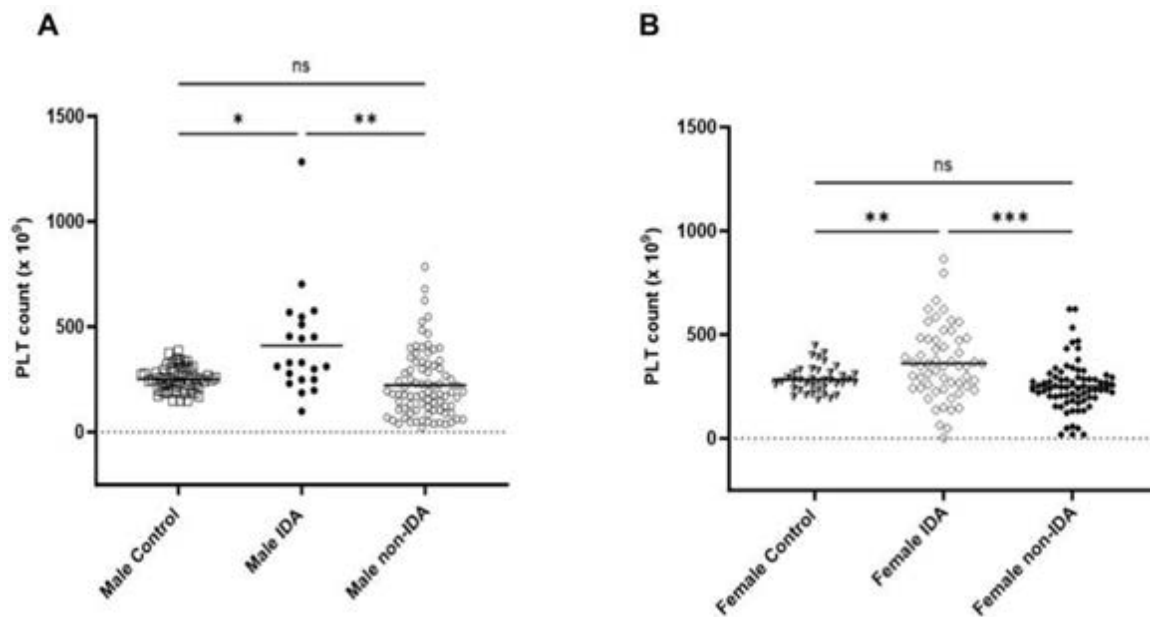 A
ns
* **
1500
1000
500
0
PLT count (x 10⁹)
Male Control
Male IDA
Male non-IDA
B
ns
** ***
1500
1000
500
0
PLT count (x 10⁹)
Female Control
Female IDA
Female non-IDA